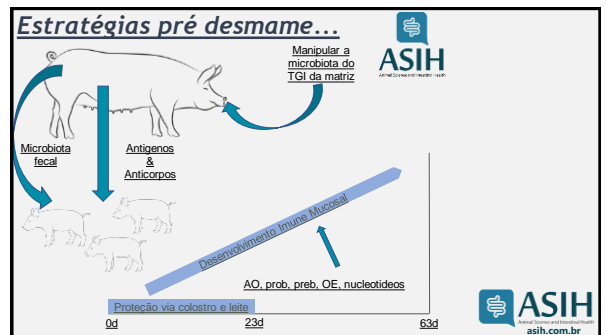 Estratégias pré desmame...
Manipular a
microbiota do
TGI da matriz
ASIH
Animal Science and Intestinal Health
Microbiota
fecal
Antigenos
&
Anticorpos
Desenvolvimento Imune Mucosal
AO, prob, preb, OE, nucleotideos
Proteção via colostro e leite
0d
23d
63d
ASIH
Animal Science and Intestinal Health
asih.com.br